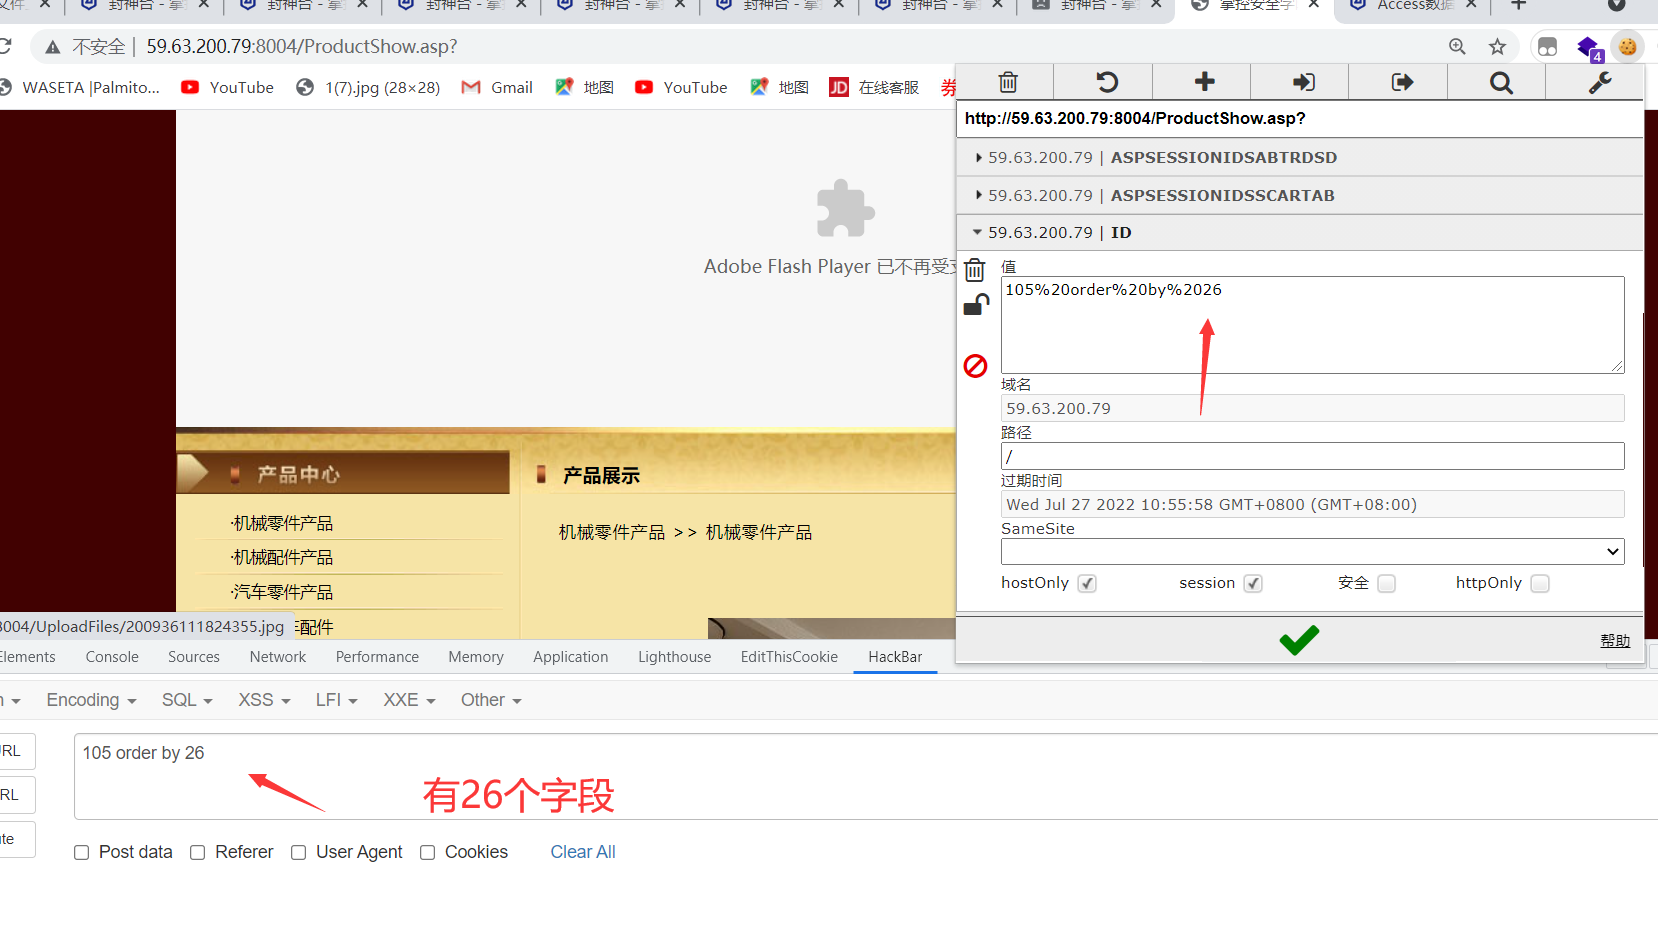 封神台 - 掌
封神台 - 掌
封神台 - 掌
封神台 - 掌
封神台 - 掌
封神台 - 掌
封神台 - 掌
掌控安全学
Access数据
不安全 | 59.63.200.79:8004/ProductShow.asp?
4
WASETA |Palmito...
YouTube
1(7).jpg (28×28)
Gmail
地图
YouTube
地图
JD
在线客服
券
http://59.63.200.79:8004/ProductShow.asp?
59.63.200.79 | ASPSESSIONIDSABTRDSD
59.63.200.79 | ASPSESSIONIDSSCARTAB
59.63.200.79 | ID
值
105%20order%20by%2026
域名
59.63.200.79
路径
/
过期时间
Wed Jul 27 2022 10:55:58 GMT+0800 (GMT+08:00)
SameSite
hostOnly
session
安全
httpOnly
帮助
Adobe Flash Player 已不再受支
产品中心
·机械零件产品
·机械配件产品
·汽车零件产品
车配件
产品展示
机械零件产品 >> 机械零件产品
8004/UploadFiles/200936111824355.jpg
Elements
Console
Sources
Network
Performance
Memory
Application
Lighthouse
EditThisCookie
HackBar
Encoding
SQL
XSS
LFI
XXE
Other
URL
RL
ute
105 order by 26
有26个字段
Post data
Referer
User Agent
Cookies
Clear All